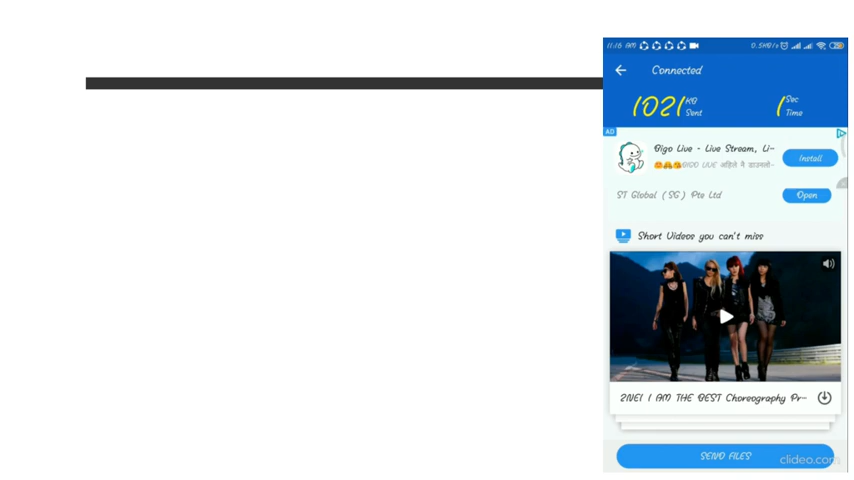 11:16 AM 0.5KB/s
Connected
1021 KB Sent 1 Sec Time
AD
Bigo Live - Live Stream, Li...
BIGO LIVE अहिले नै डाउनलो...
Install
ST Global (SG) Pte Ltd
Open
Short Videos you can't miss
2NE1 I AM THE BEST Choreography Pr...
SEND FILES
clideo.com